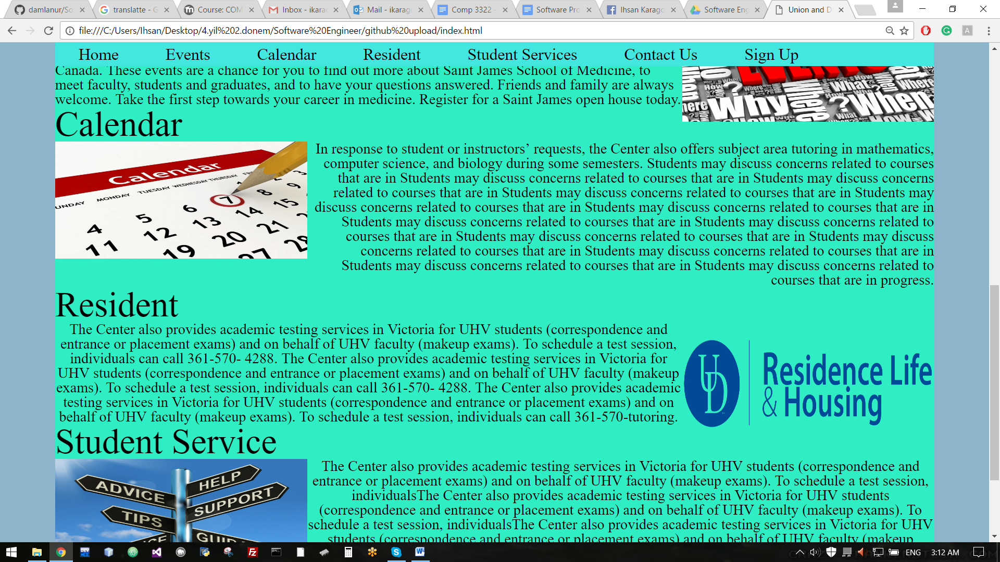 damlanur/So
translatte - G
Course: COM
Inbox - ikarag
Mail - ikarago
Comp 3322 -
Software Pro
Ihsan Karago
Software Eng
Union and D
file:///C:/Users/Ihsan/Desktop/4.yil%202.donem/Software%20Engineer/github%20upload/index.html
Home Events Calendar Resident Student Services Contact Us Sign Up
Canada. These events are a chance for you to find out more about Saint James School of Medicine, to
meet faculty, students and graduates, and to have your questions answered. Friends and family are always
welcome. Take the first step towards your career in medicine. Register for a Saint James open house today.
Why ? When
Where
What
How
Calendar
Calendar
MONDAY TUESDAY WEDNESDAY THURSDAY
7 8 9
4 5 6 13 14 15
11 12 19 20 21
27 28
In response to student or instructors’ requests, the Center also offers subject area tutoring in mathematics,
computer science, and biology during some semesters. Students may discuss concerns related to courses
that are in Students may discuss concerns related to courses that are in Students may discuss concerns
related to courses that are in Students may discuss concerns related to courses that are in Students may
discuss concerns related to courses that are in Students may discuss concerns related to courses that are in
Students may discuss concerns related to courses that are in Students may discuss concerns related to
courses that are in Students may discuss concerns related to courses that are in Students may discuss
concerns related to courses that are in Students may discuss concerns related to courses that are in
Students may discuss concerns related to courses that are in Students may discuss concerns related to
courses that are in progress.
Resident
The Center also provides academic testing services in Victoria for UHV students (correspondence and
entrance or placement exams) and on behalf of UHV faculty (makeup exams). To schedule a test session,
individuals can call 361-570- 4288. The Center also provides academic testing services in Victoria for
UHV students (correspondence and entrance or placement exams) and on behalf of UHV faculty (makeup
exams). To schedule a test session, individuals can call 361-570- 4288. The Center also provides academic
testing services in Victoria for UHV students (correspondence and entrance or placement exams) and on
behalf of UHV faculty (makeup exams). To schedule a test session, individuals can call 361-570-tutoring.
UD
Residence Life
& Housing
Student Service
ADVICE
HELP
SUPPORT
TIPS
The Center also provides academic testing services in Victoria for UHV students (correspondence and
entrance or placement exams) and on behalf of UHV faculty (makeup exams). To schedule a test session,
individualsThe Center also provides academic testing services in Victoria for UHV students
(correspondence and entrance or placement exams) and on behalf of UHV faculty (makeup exams). To
schedule a test session, individualsThe Center also provides academic testing services in Victoria for UHV
students (correspondence and entrance or placement exams) and on behalf of UHV faculty (makeup
ENG 3:12 AM